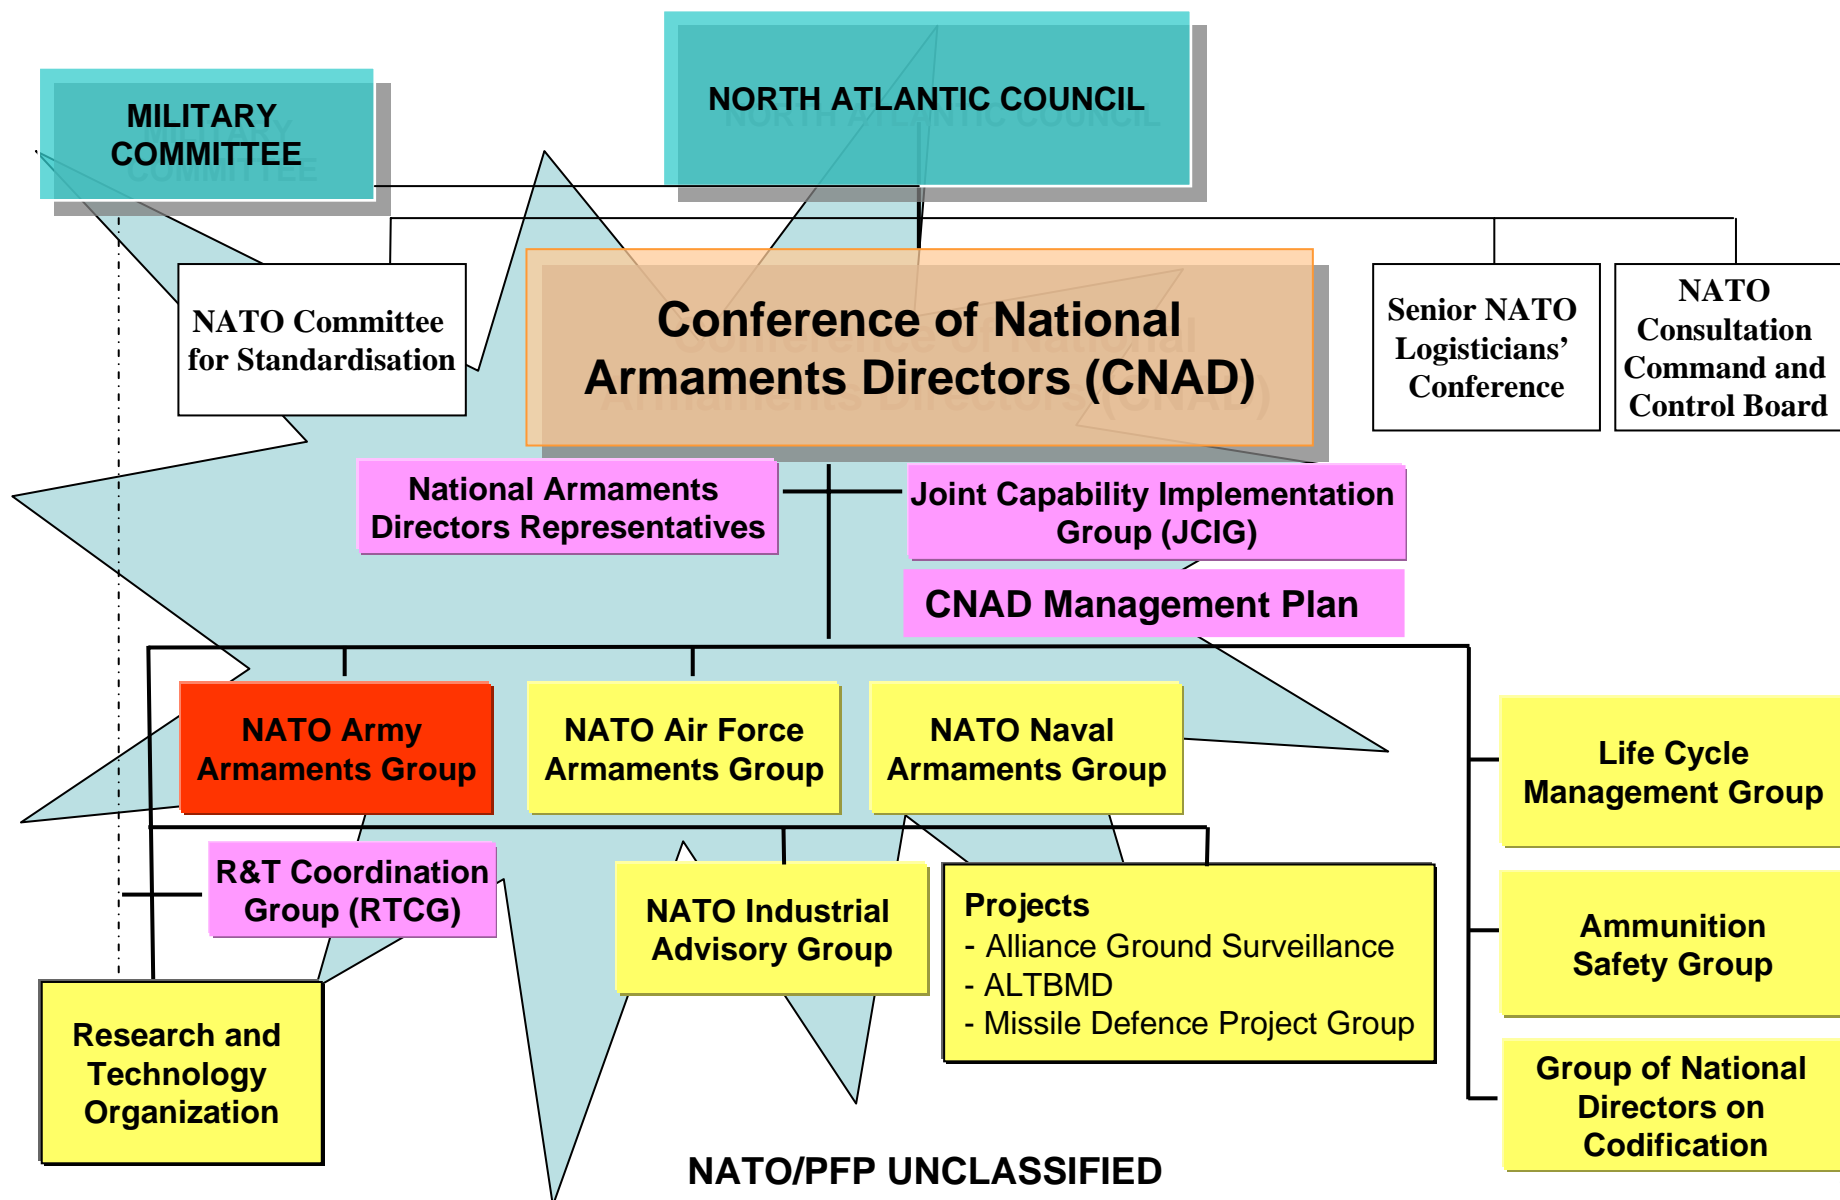 MILITARY
COMMITTEE
NORTH ATLANTIC COUNCIL
NATO Committee
for Standardisation
Conference of National
Armaments Directors (CNAD)
Senior NATO
Logisticians’
Conference
NATO
Consultation
Command and
Control Board
National Armaments
Directors Representatives
Joint Capability Implementation
Group (JCIG)
CNAD Management Plan
NATO Army
Armaments Group
NATO Air Force
Armaments Group
NATO Naval
Armaments Group
Life Cycle
Management Group
R&T Coordination
Group (RTCG)
NATO Industrial
Advisory Group
Projects
- Alliance Ground Surveillance
- ALTBMD
- Missile Defence Project Group
Ammunition
Safety Group
Research and
Technology
Organization
Group of National
Directors on
Codification
NATO/PFP UNCLASSIFIED